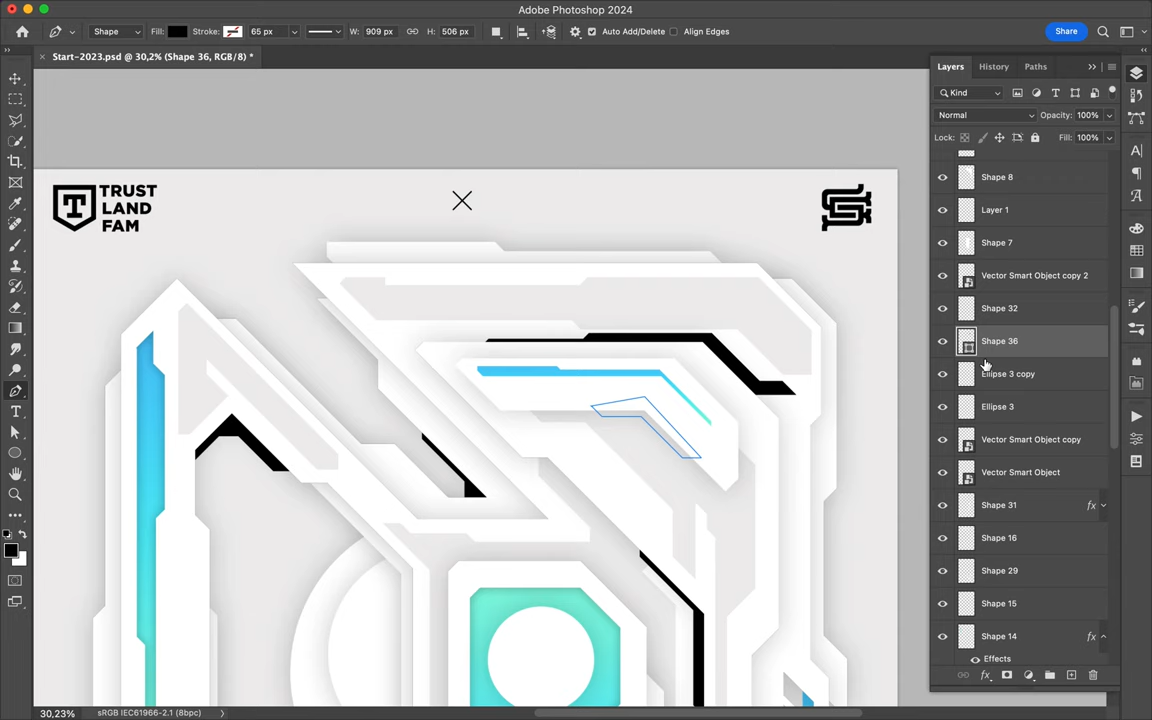 Adobe Photoshop 2024
Shape Fill: Stroke: 65 px W: 909 px H: 506 px Auto Add/Delete Align Edges Share
× Start-2023.psd @ 30,2% (Shape 36, RGB/8) *
Layers History Paths
Kind
Normal Opacity: 100%
Lock: Fill: 100%
Shape 8
Layer 1
Shape 7
Vector Smart Object copy 2
Shape 32
Shape 36
Ellipse 3 copy
Ellipse 3
Vector Smart Object copy
Vector Smart Object
Shape 31 fx
Shape 16
Shape 29
Shape 15
Shape 14 fx
Effects
TRUST
LAND
FAM
30,23% sRGB IEC61966-2.1 (8bpc)